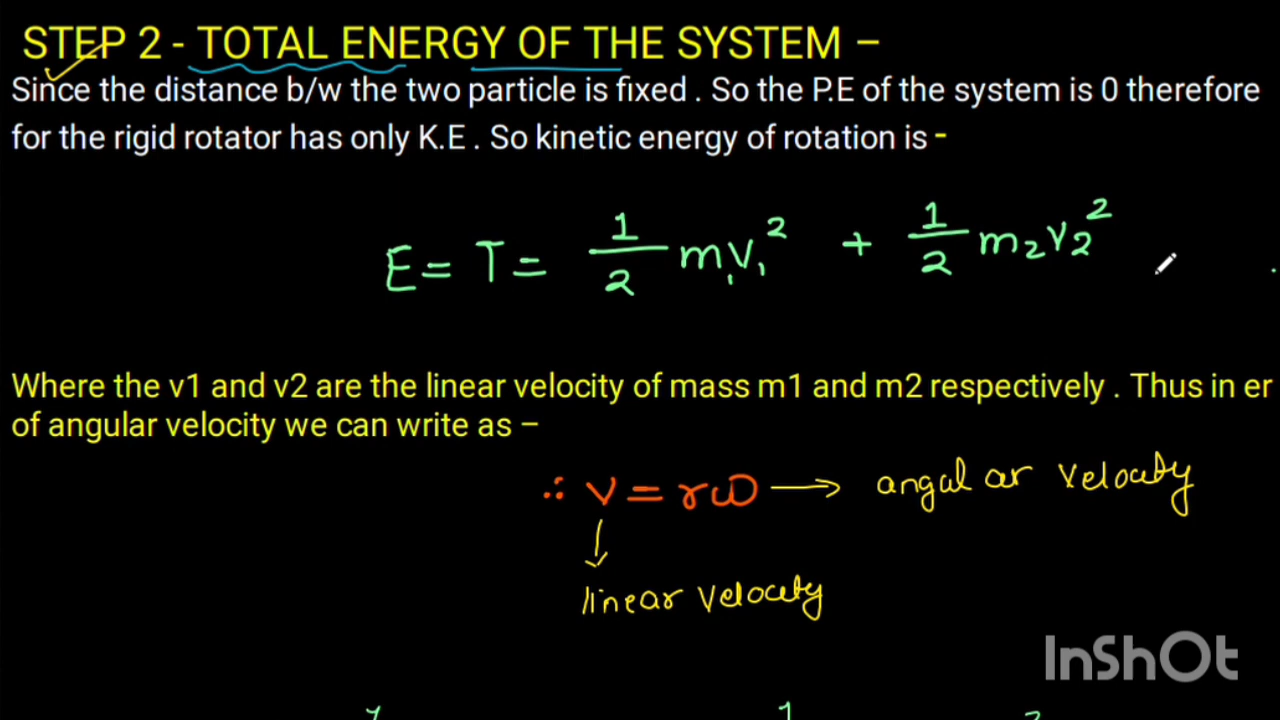 STEP 2 - TOTAL ENERGY OF THE SYSTEM –
Since the distance b/w the two particle is fixed . So the P.E of the system is 0 therefore
for the rigid rotator has only K.E . So kinetic energy of rotation is -
E = T = 1/2 m₁v₁² + 1/2 m₂v₂²
Where the v1 and v2 are the linear velocity of mass m1 and m2 respectively . Thus in er
of angular velocity we can write as –
∴ v = rω → angular velocity
↓
linear velocity
InShOt